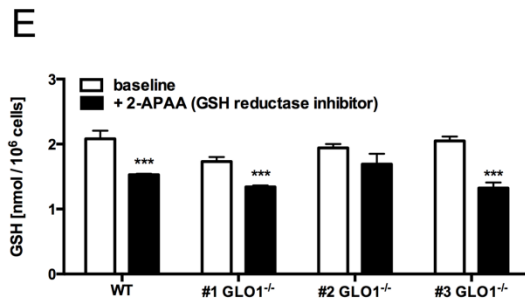 E
baseline
+ 2-APAA (GSH reductase inhibitor)
GSH [nmol / 10⁶ cells]
3
2
1
0
*** *** ***
WT #1 GLO1⁻/⁻ #2 GLO1⁻/⁻ #3 GLO1⁻/⁻